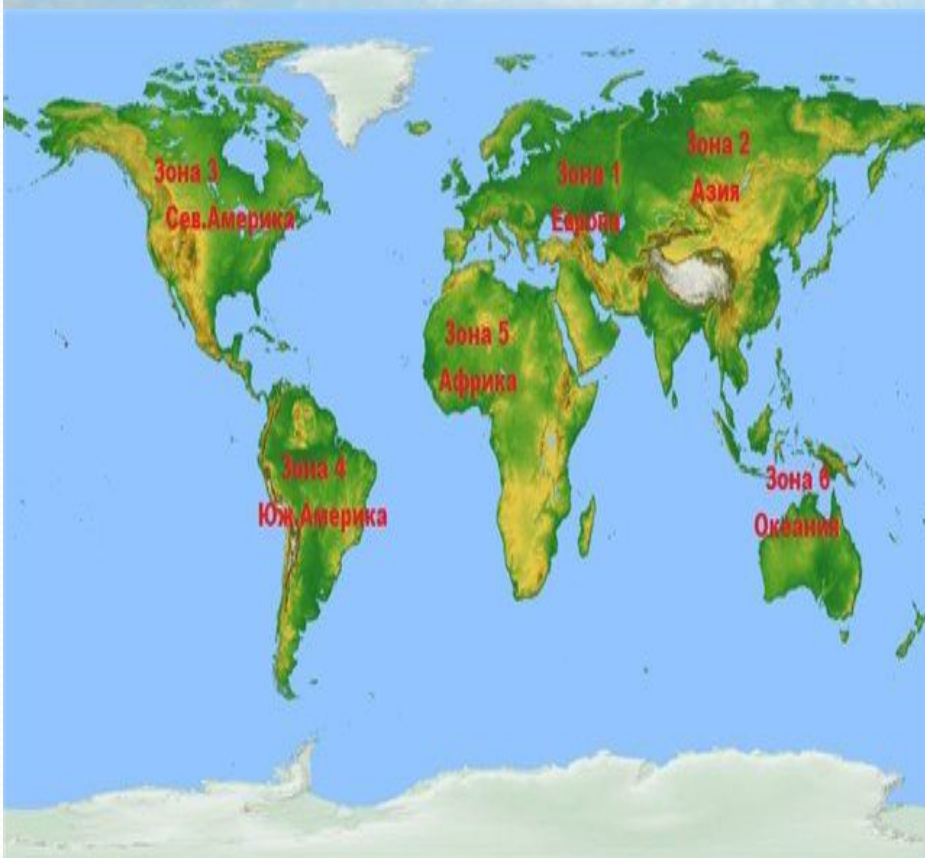 Зона 3
Сев.Америка
Зона 1
Европа
Зона 2
Азия
Зона 5
Африка
Зона 4
Юж.Америка
Зона 6
Океания